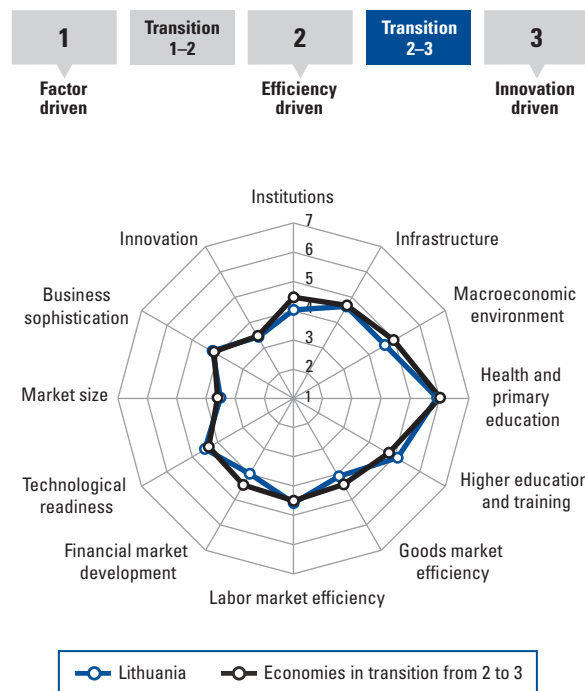 1
Transition
1–2
2
Transition
2–3
3
Factor
driven
Efficiency
driven
Innovation
driven
Institutions
7
6
5
4
3
2
1
Infrastructure
Macroeconomic
environment
Health and
primary
education
Higher education
and training
Goods market
efficiency
Labor market efficiency
Financial market
development
Technological
readiness
Market size
Business
sophistication
Innovation
Lithuania
Economies in transition from 2 to 3